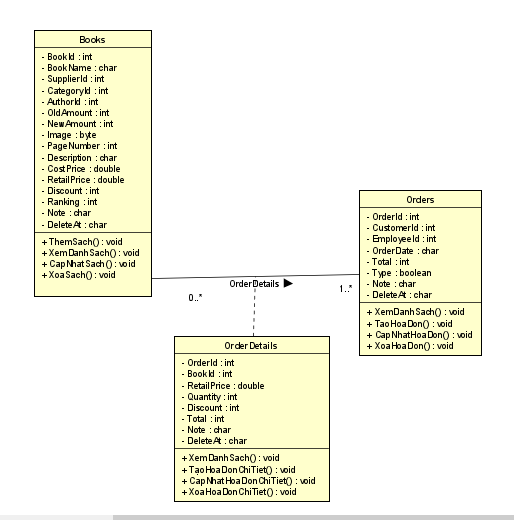 Books
- BookId : int
- BookName : char
- SupplierId : int
- CategoryId : int
- AuthorId : int
- OldAmount : int
- NewAmount : int
- Image : byte
- PageNumber : int
- Description : char
- CostPrice : double
- RetailPrice : double
- Discount : int
- Ranking : int
- Note : char
- DeleteAt : char
+ ThemSach() : void
+ XemDanhSach() : void
+ CapNhatSach() : void
+ XoaSach() : void
Orders
- OrderId : int
- CustomerId : int
- EmployeeId : int
- OrderDate : char
- Total : int
- Type : boolean
- Note : char
- DeleteAt : char
+ XemDanhSach() : void
+ TaoHoaDon() : void
+ CapNhatHoaDon() : void
+ XoaHoaDon() : void
OrderDetails
0..*
1..*
OrderDetails
- OrderId : int
- BookId : int
- RetailPrice : double
- Quantity : int
- Discount : int
- Total : int
- Note : char
- DeleteAt : char
+ XemDanhSach() : void
+ TạoHoaDonChiTiet() : void
+ CapNhatHoaDonChiTiet() : void
+ XoaHoaDonChiTiet() : void